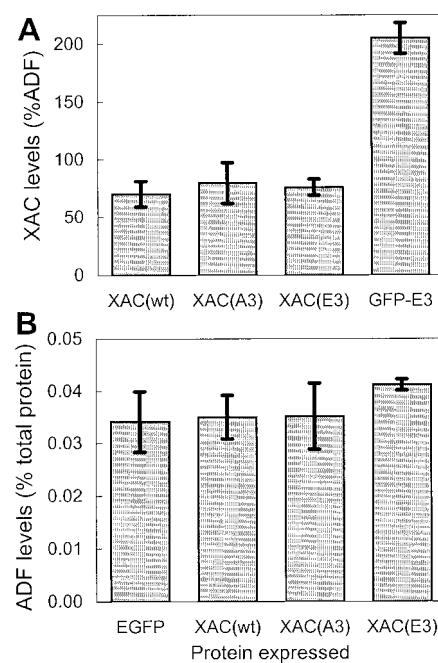 A
XAC levels (%ADF)
200
150
100
50
0
XAC(wt) XAC(A3) XAC(E3) GFP-E3
B
ADF levels (% total protein)
0.05
0.04
0.03
0.02
0.01
0.00
EGFP XAC(wt) XAC(A3) XAC(E3)
Protein expressed